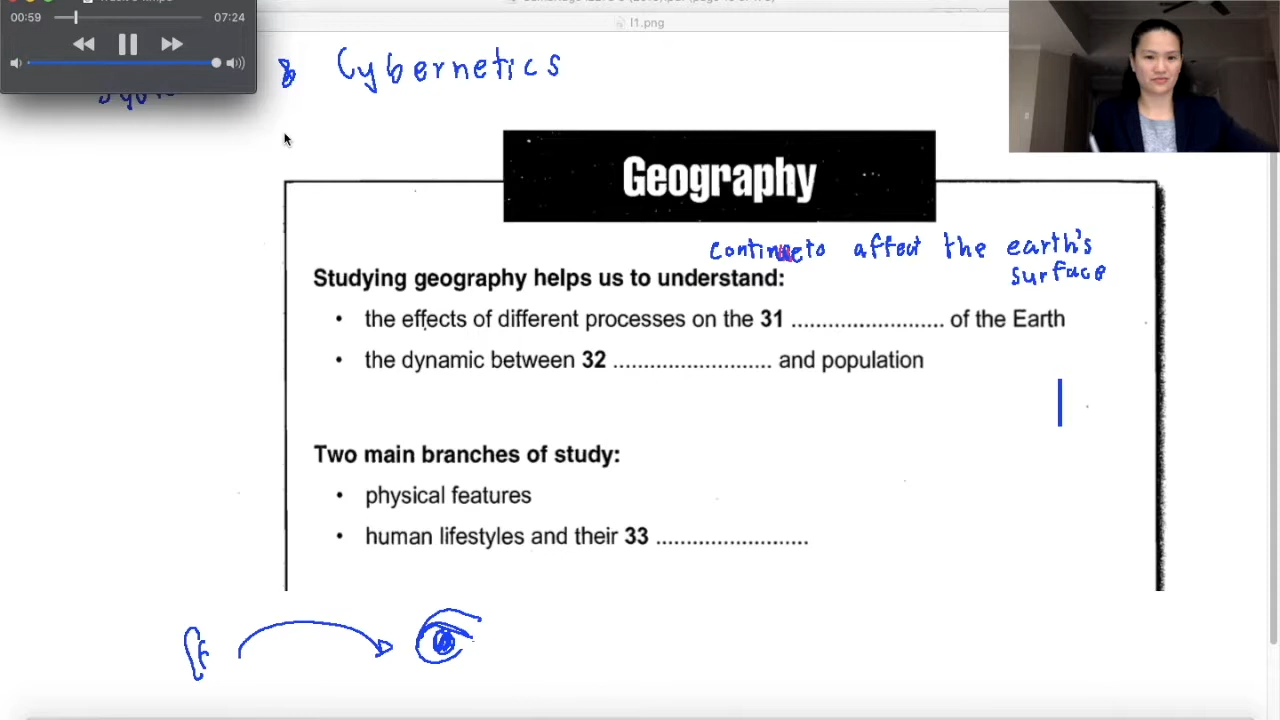 00:59
07:24
l1.png
& Cybernetics
Geography
continue to affect the earth's
surface
Studying geography helps us to understand:
• the effects of different processes on the 31 ......................... of the Earth
• the dynamic between 32 .......................... and population
Two main branches of study:
• physical features
• human lifestyles and their 33 .........................